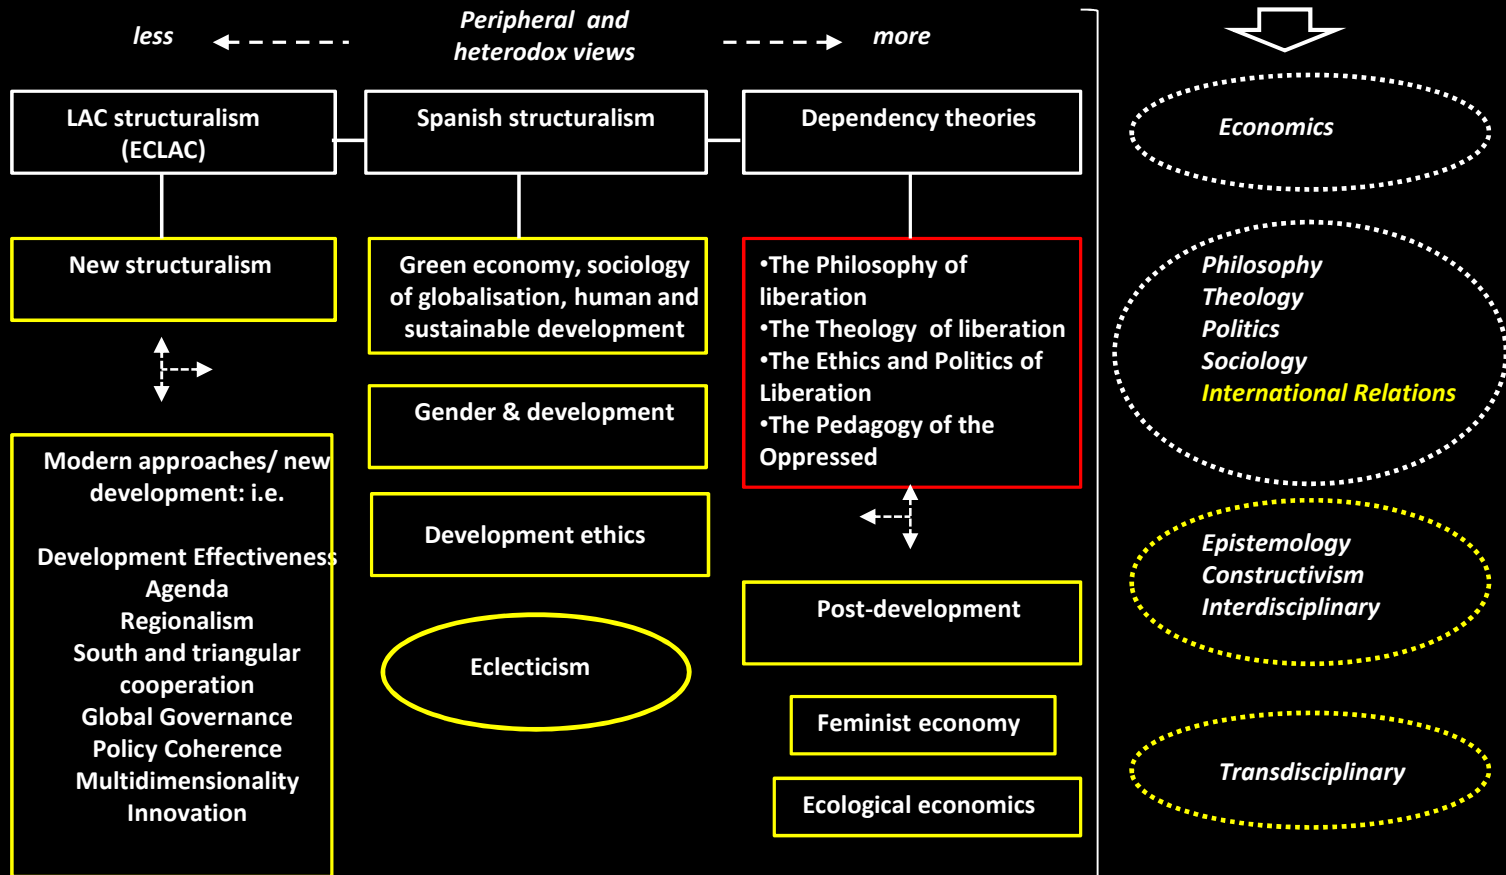 less
Peripheral and
heterodox views
more
LAC structuralism
(ECLAC)
Spanish structuralism
Dependency theories
New structuralism
Modern approaches/ new
development: i.e.
Development Effectiveness
Agenda
Regionalism
South and triangular
cooperation
Global Governance
Policy Coherence
Multidimensionality
Innovation
Green economy, sociology
of globalisation, human and
sustainable development
Gender & development
Development ethics
Eclecticism
•The Philosophy of
liberation
•The Theology of liberation
•The Ethics and Politics of
Liberation
•The Pedagogy of the
Oppressed
Post-development
Feminist economy
Ecological economics
Economics
Philosophy
Theology
Politics
Sociology
International Relations
Epistemology
Constructivism
Interdisciplinary
Transdisciplinary